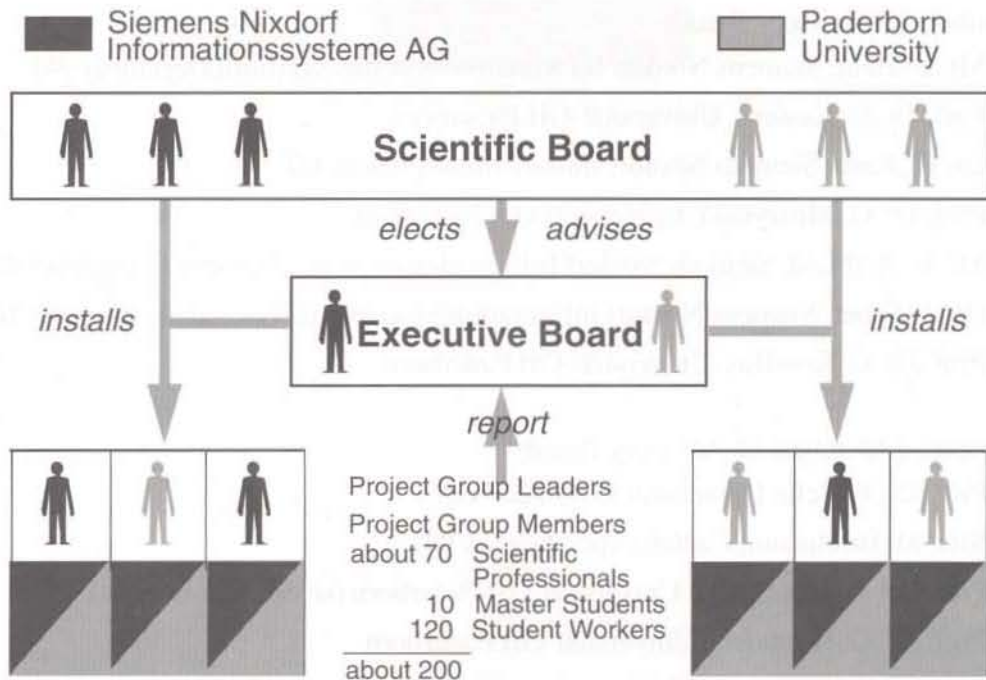 Siemens Nixdorf
Informationssysteme AG
Paderborn
University
Scientific Board
elects
advises
installs
Executive Board
installs
report
Project Group Leaders
Project Group Members
about 70 Scientific
Professionals
10 Master Students
120 Student Workers
about 200